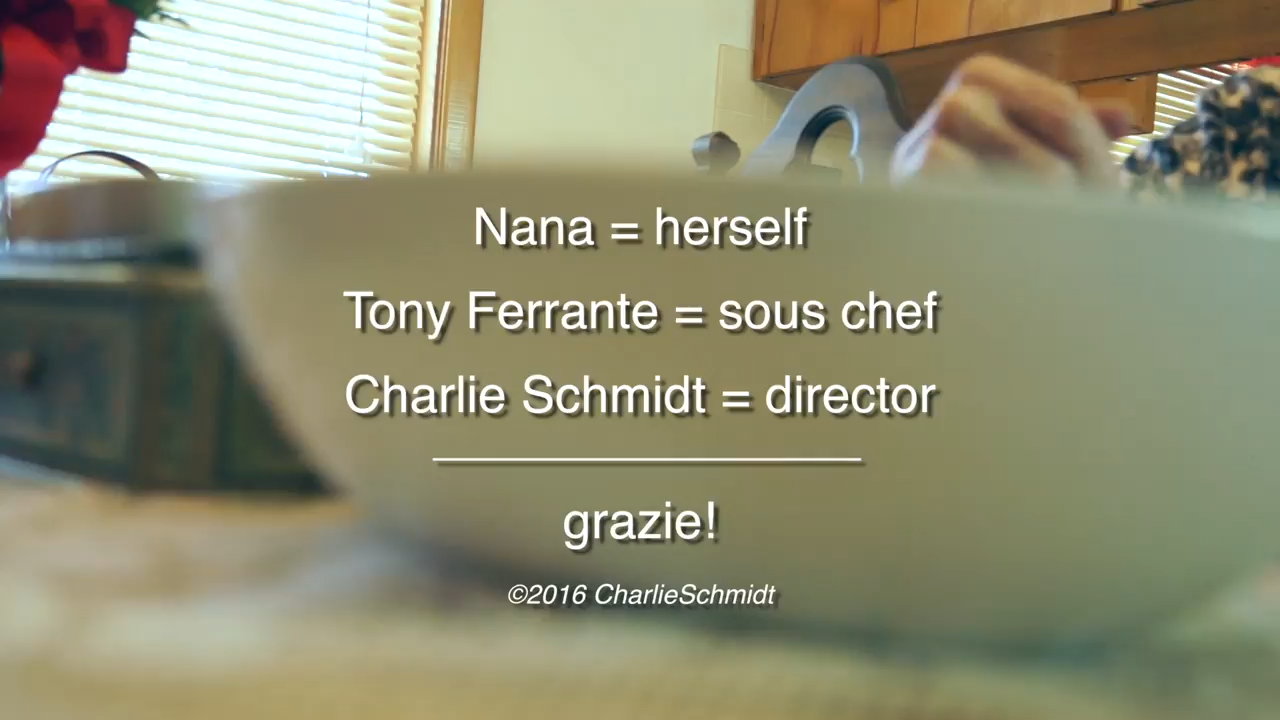 Nana = herself
Tony Ferrante = sous chef
Charlie Schmidt = director
grazie!
©2016 CharlieSchmidt